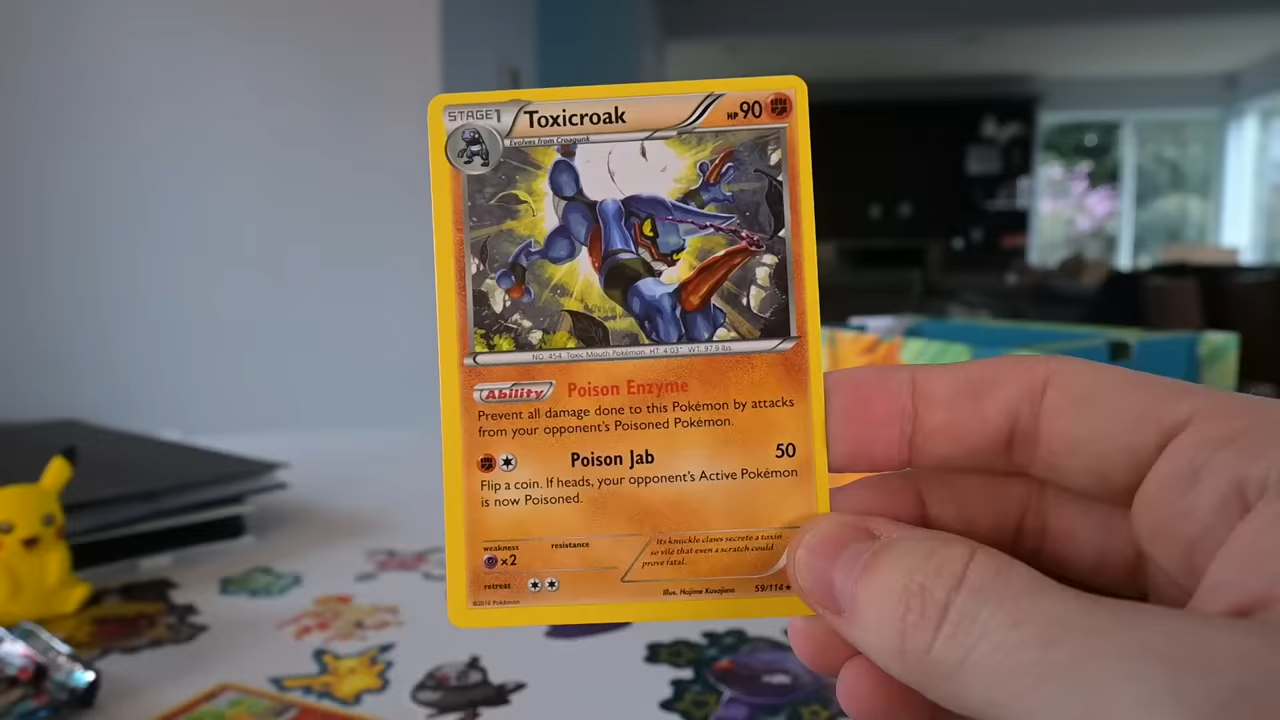 STAGE1 Toxicroak HP 90
Evolves from Croagunk
NO. 454 Toxic Mouth Pokémon HT: 4'03" WT: 97.9 lbs.
Ability Poison Enzyme
Prevent all damage done to this Pokémon by attacks
from your opponent's Poisoned Pokémon.
Poison Jab 50
Flip a coin. If heads, your opponent's Active Pokémon
is now Poisoned.
weakness resistance
×2
retreat
Its knuckle claws secrete a toxin
so vile that even a scratch could
prove fatal.
Illus. Hajime Kusajima 59/114
©2016 Pokémon